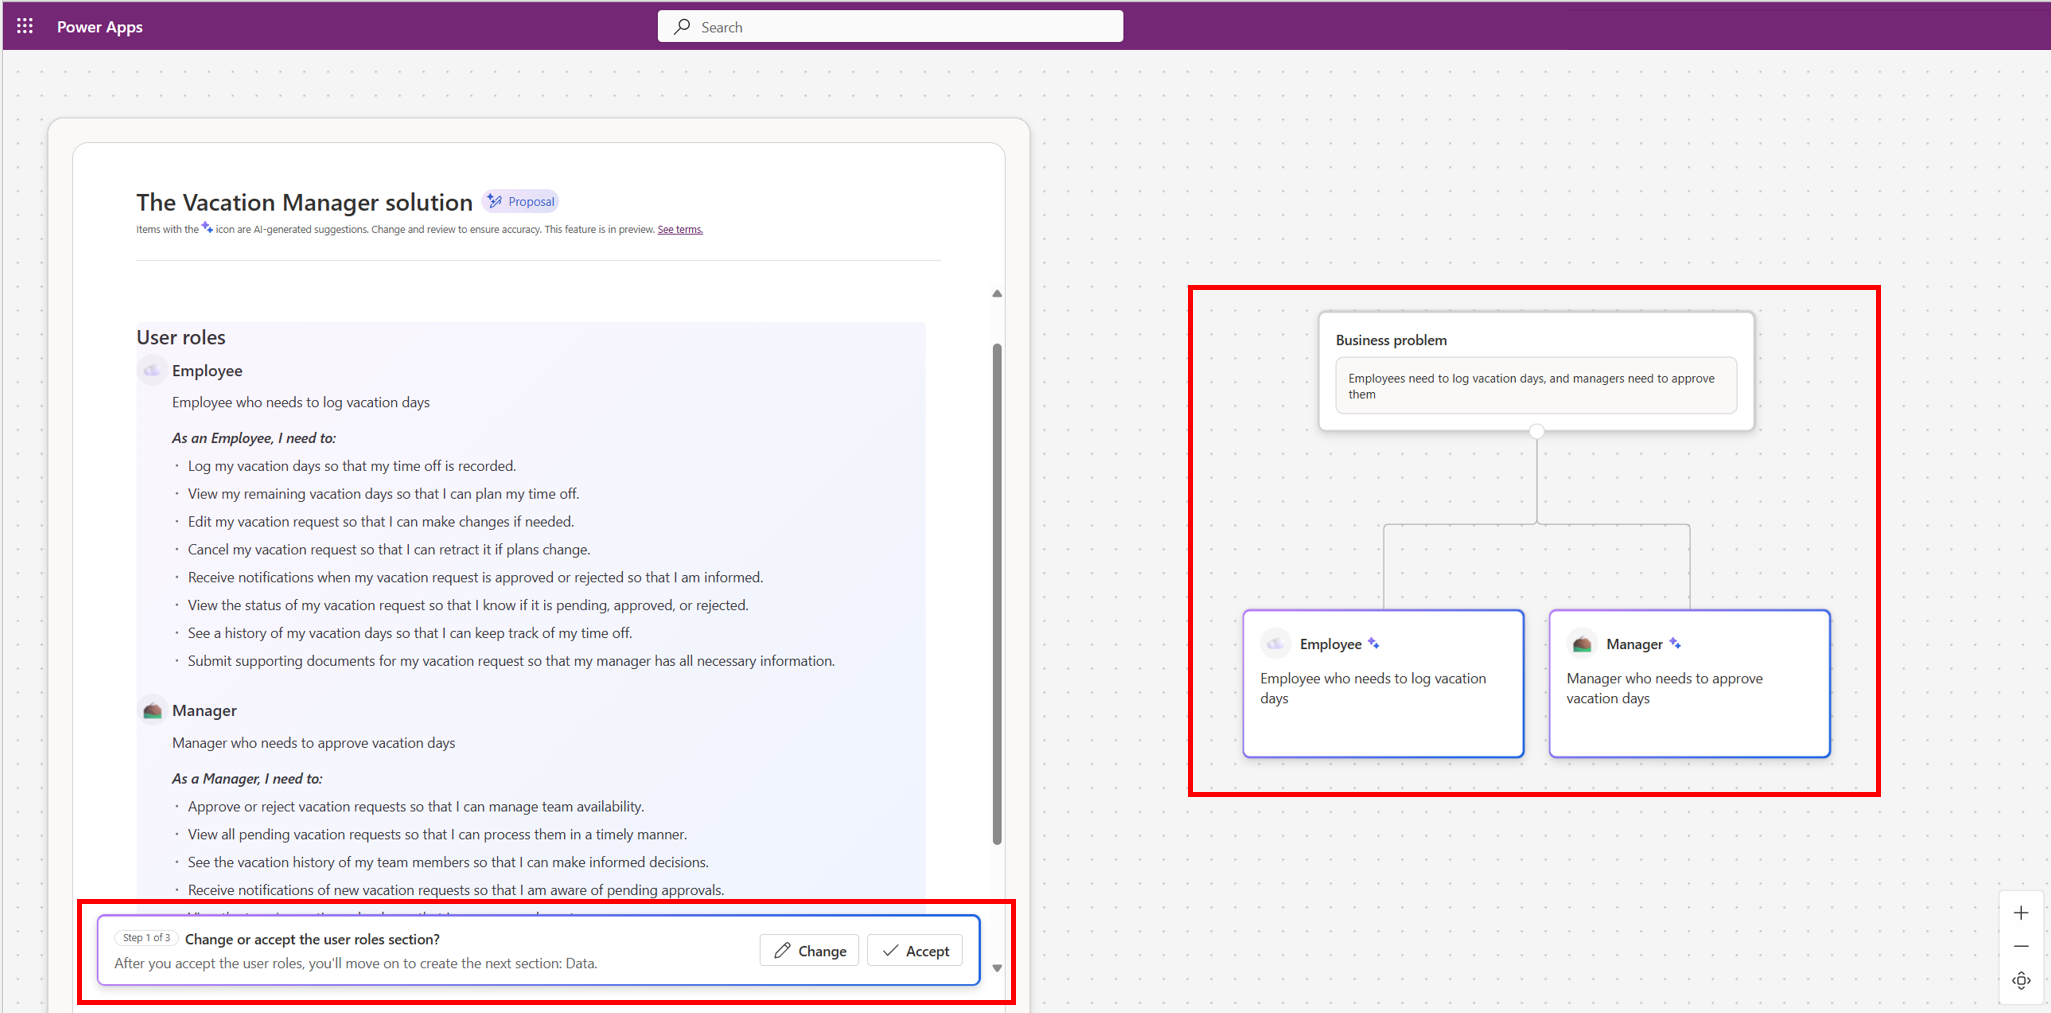 Power Apps
Search
The Vacation Manager solution
Proposal
Items with the icon are AI-generated suggestions. Change and review to ensure accuracy. This feature is in preview. See terms.
User roles
Employee
Employee who needs to log vacation days
As an Employee, I need to:
· Log my vacation days so that my time off is recorded.
· View my remaining vacation days so that I can plan my time off.
· Edit my vacation request so that I can make changes if needed.
· Cancel my vacation request so that I can retract it if plans change.
· Receive notifications when my vacation request is approved or rejected so that I am informed.
· View the status of my vacation request so that I know if it is pending, approved, or rejected.
· See a history of my vacation days so that I can keep track of my time off.
· Submit supporting documents for my vacation request so that my manager has all necessary information.
Manager
Manager who needs to approve vacation days
As a Manager, I need to:
· Approve or reject vacation requests so that I can manage team availability.
· View all pending vacation requests so that I can process them in a timely manner.
· See the vacation history of my team members so that I can make informed decisions.
· Receive notifications of new vacation requests so that I am aware of pending approvals.
Step 1 of 3
Change or accept the user roles section?
After you accept the user roles, you'll move on to create the next section: Data.
Change
Accept
Business problem
Employees need to log vacation days, and managers need to approve
them
Employee
Employee who needs to log vacation
days
Manager
Manager who needs to approve
vacation days